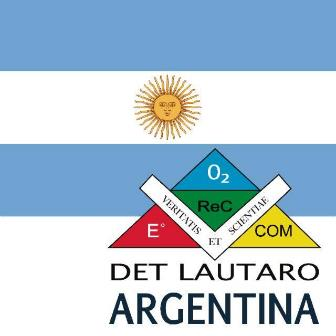 O₂
ReC
VERITATIS ET SCIENTIAE
E°
COM
DET LAUTARO
ARGENTINA